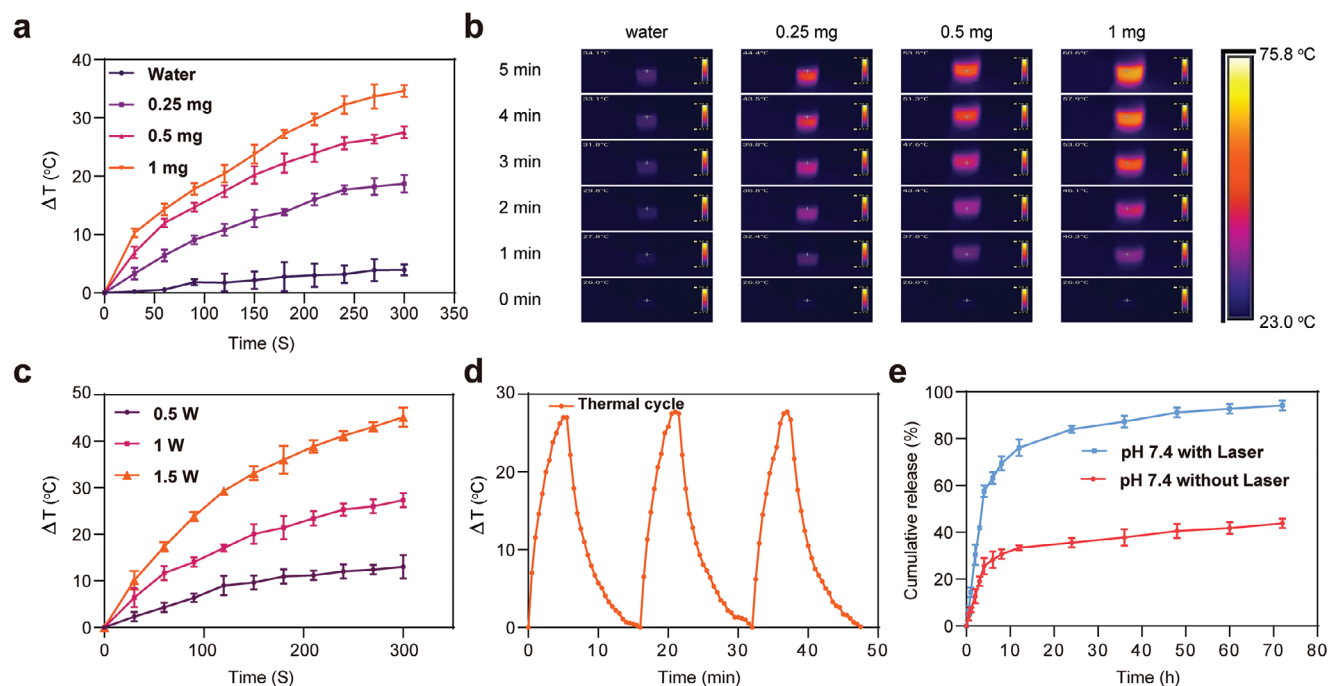 a
40
30
20
10
0
Δ T (°C)
Water
0.25 mg
0.5 mg
1 mg
0 50 100 150 200 250 300 350
Time (S)
b
water 0.25 mg 0.5 mg 1 mg
5 min 34.1°C 44.4°C 53.5°C 60.6°C
4 min 33.1°C 43.5°C 51.3°C 57.9°C
3 min 31.8°C 39.8°C 47.6°C 53.0°C
2 min 29.8°C 36.8°C 43.4°C 46.1°C
1 min 27.8°C 32.4°C 37.8°C 40.3°C
0 min 26.0°C 26.0°C 26.0°C 26.0°C
75.8 °C
23.0 °C
c
50
40
30
20
10
0
Δ T (°C)
0.5 W
1 W
1.5 W
0 100 200 300
Time (S)
d
30
20
10
0
Δ T (°C)
Thermal cycle
0 10 20 30 40 50
Time (min)
e
100
80
60
40
20
0
Cumulative release (%)
pH 7.4 with Laser
pH 7.4 without Laser
0 10 20 30 40 50 60 70 80
Time (h)